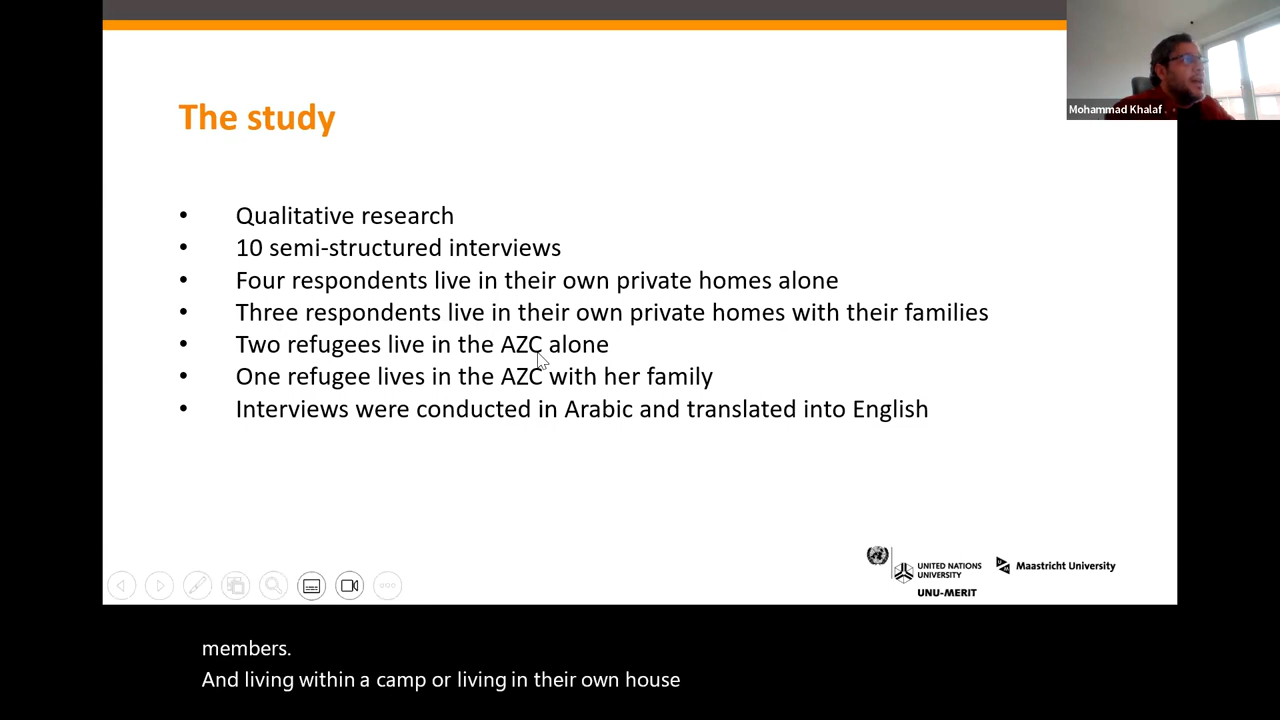 Mohammad Khalaf
The study
• Qualitative research
• 10 semi-structured interviews
• Four respondents live in their own private homes alone
• Three respondents live in their own private homes with their families
• Two refugees live in the AZC alone
• One refugee lives in the AZC with her family
• Interviews were conducted in Arabic and translated into English
UNITED NATIONS
UNIVERSITY
UNU-MERIT
Maastricht University
members.
And living within a camp or living in their own house